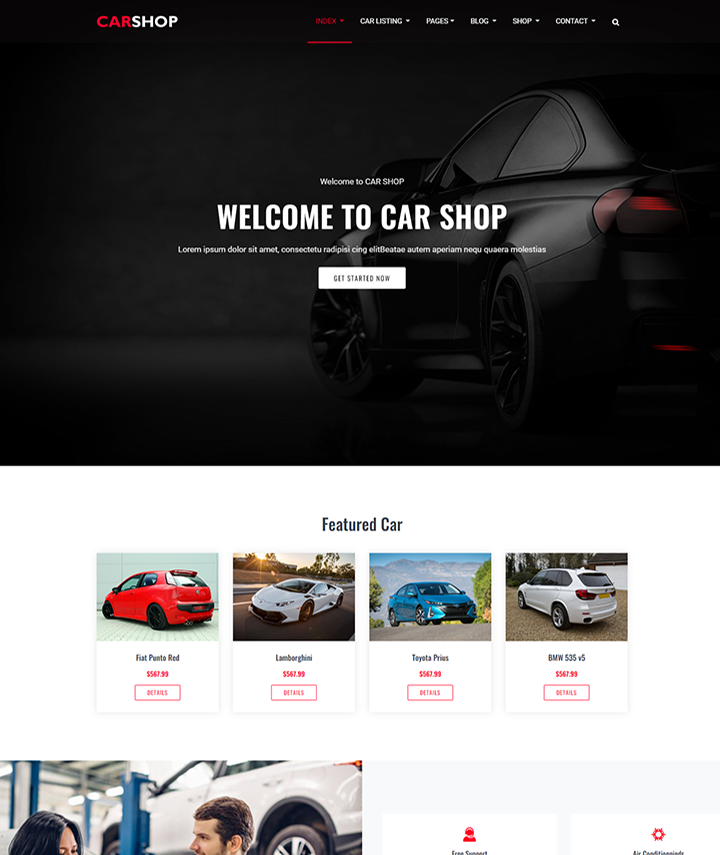 CARSHOP
INDEX CAR LISTING PAGES BLOG SHOP CONTACT
Welcome to CAR SHOP
WELCOME TO CAR SHOP
Lorem ipsum dolor sit amet, consectetu radipisi cing elitBeatae autem aperiam nequ quaera molestias
GET STARTED NOW
Featured Car
Fiat Punto Red Lamborghini Toyota Prius BMW 535 v5
$567.99 $567.99 $567.99 $567.99
DETAILS DETAILS DETAILS DETAILS
Free Support Air Conditionginds